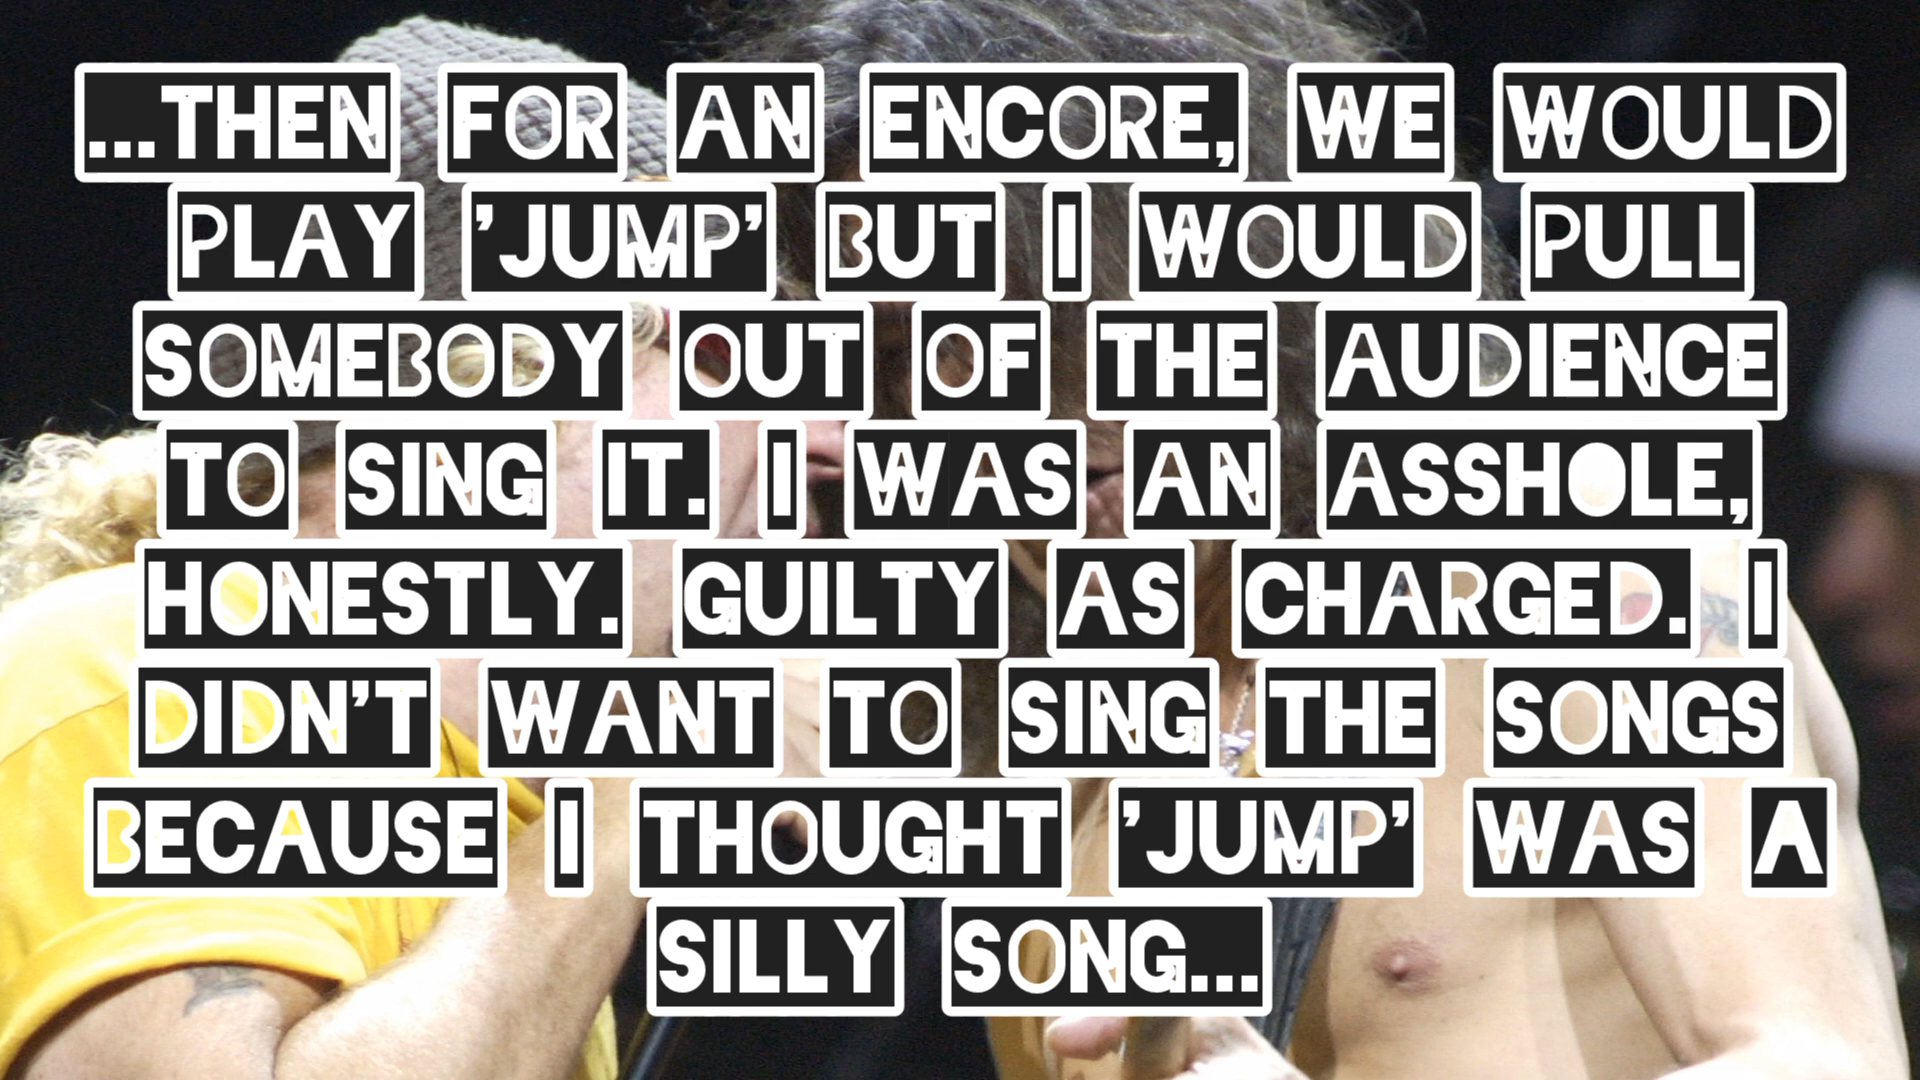 ...THEN FOR AN ENCORE, WE WOULD
PLAY 'JUMP' BUT I WOULD PULL
SOMEBODY OUT OF THE AUDIENCE
TO SING IT. I WAS AN ASSHOLE,
HONESTLY. GUILTY AS CHARGED. I
DIDN'T WANT TO SING THE SONGS
BECAUSE I THOUGHT 'JUMP' WAS A
SILLY SONG...